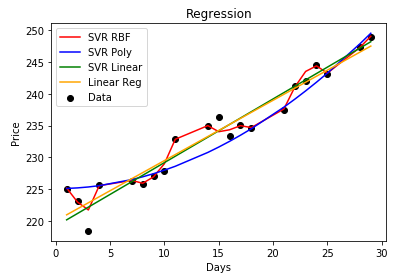 Regression
SVR RBF
SVR Poly
SVR Linear
Linear Reg
Data
Price
250
245
240
235
230
225
220
0 5 10 15 20 25 30
Days